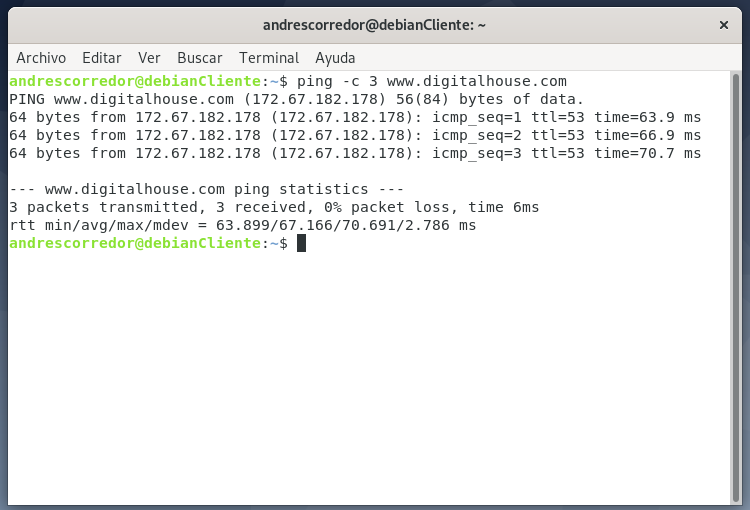 andrescorredor@debianCliente: ~
Archivo Editar Ver Buscar Terminal Ayuda
andrescorredor@debianCliente:~$ ping -c 3 www.digitalhouse.com
PING www.digitalhouse.com (172.67.182.178) 56(84) bytes of data.
64 bytes from 172.67.182.178 (172.67.182.178): icmp_seq=1 ttl=53 time=63.9 ms
64 bytes from 172.67.182.178 (172.67.182.178): icmp_seq=2 ttl=53 time=66.9 ms
64 bytes from 172.67.182.178 (172.67.182.178): icmp_seq=3 ttl=53 time=70.7 ms
--- www.digitalhouse.com ping statistics ---
3 packets transmitted, 3 received, 0% packet loss, time 6ms
rtt min/avg/max/mdev = 63.899/67.166/70.691/2.786 ms
andrescorredor@debianCliente:~$